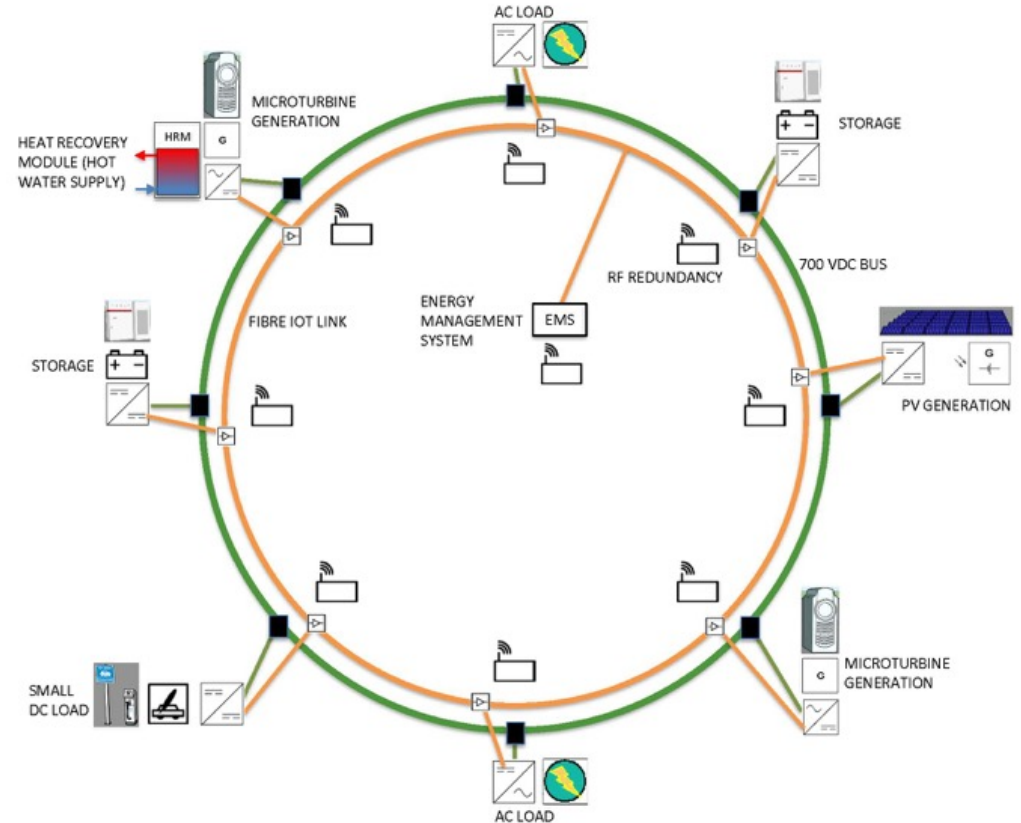 AC LOAD
MICROTURBINE
GENERATION
HRM
G
HEAT RECOVERY
MODULE (HOT
WATER SUPPLY)
STORAGE
+ −
RF REDUNDANCY
700 VDC BUS
ENERGY
MANAGEMENT
SYSTEM
EMS
FIBRE IOT LINK
STORAGE
+ −
G
PV GENERATION
MICROTURBINE
GENERATION
G
SMALL
DC LOAD
AC LOAD